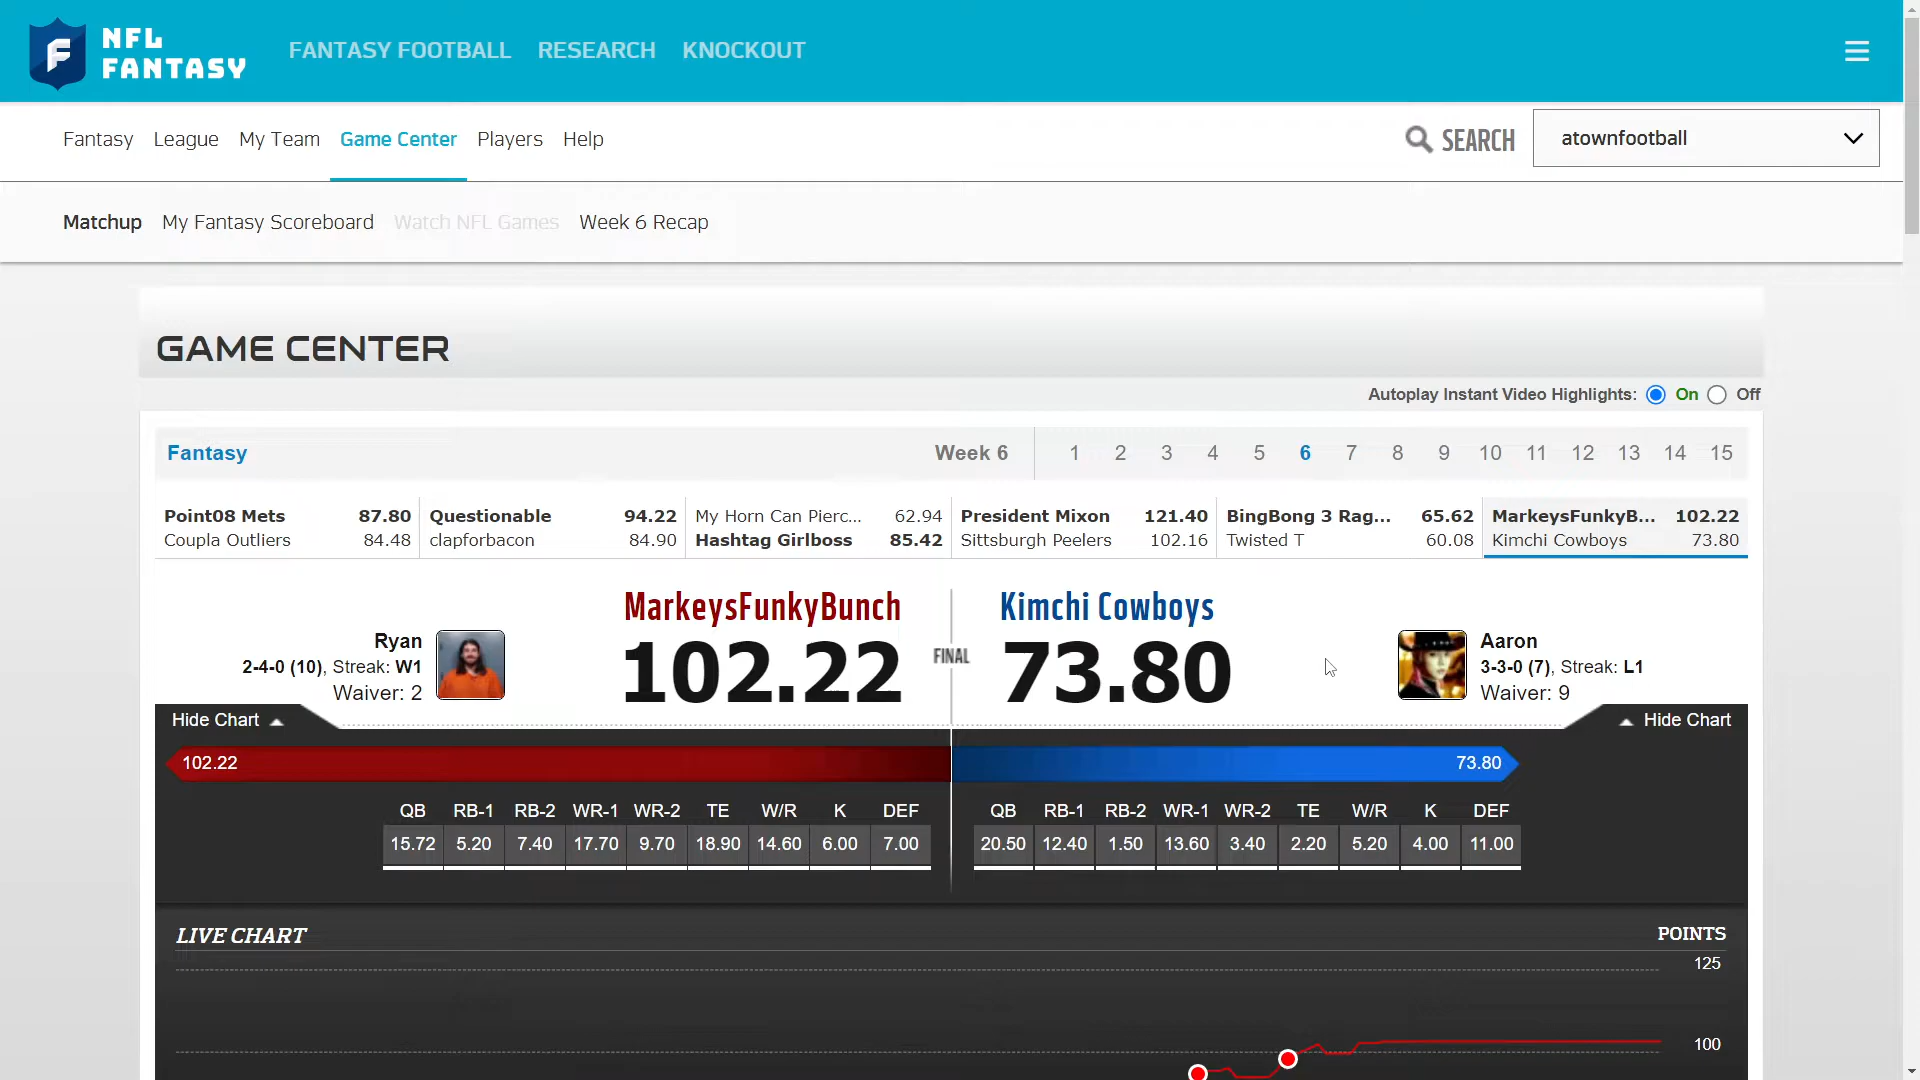 NFL
FANTASY
FANTASY FOOTBALL RESEARCH KNOCKOUT
Fantasy League My Team Game Center Players Help
SEARCH
atownfootball
Matchup My Fantasy Scoreboard Watch NFL Games Week 6 Recap
GAME CENTER
Autoplay Instant Video Highlights: On Off
Fantasy
Week 6 1 2 3 4 5 6 7 8 9 10 11 12 13 14 15
Point08 Mets 87.80
Coupla Outliers 84.48
Questionable 94.22
clapforbacon 84.90
My Horn Can Pierc... 62.94
Hashtag Girlboss 85.42
President Mixon 121.40
Sittsburgh Peelers 102.16
BingBong 3 Rag... 65.62
Twisted T 60.08
MarkeysFunkyB... 102.22
Kimchi Cowboys 73.80
Ryan
2-4-0 (10), Streak: W1
Waiver: 2
MarkeysFunkyBunch
102.22
FINAL
Kimchi Cowboys
73.80
Aaron
3-3-0 (7), Streak: L1
Waiver: 9
Hide Chart
Hide Chart
102.22
73.80
QB RB-1 RB-2 WR-1 WR-2 TE W/R K DEF
15.72 5.20 7.40 17.70 9.70 18.90 14.60 6.00 7.00
QB RB-1 RB-2 WR-1 WR-2 TE W/R K DEF
20.50 12.40 1.50 13.60 3.40 2.20 5.20 4.00 11.00
LIVE CHART
POINTS
125
100